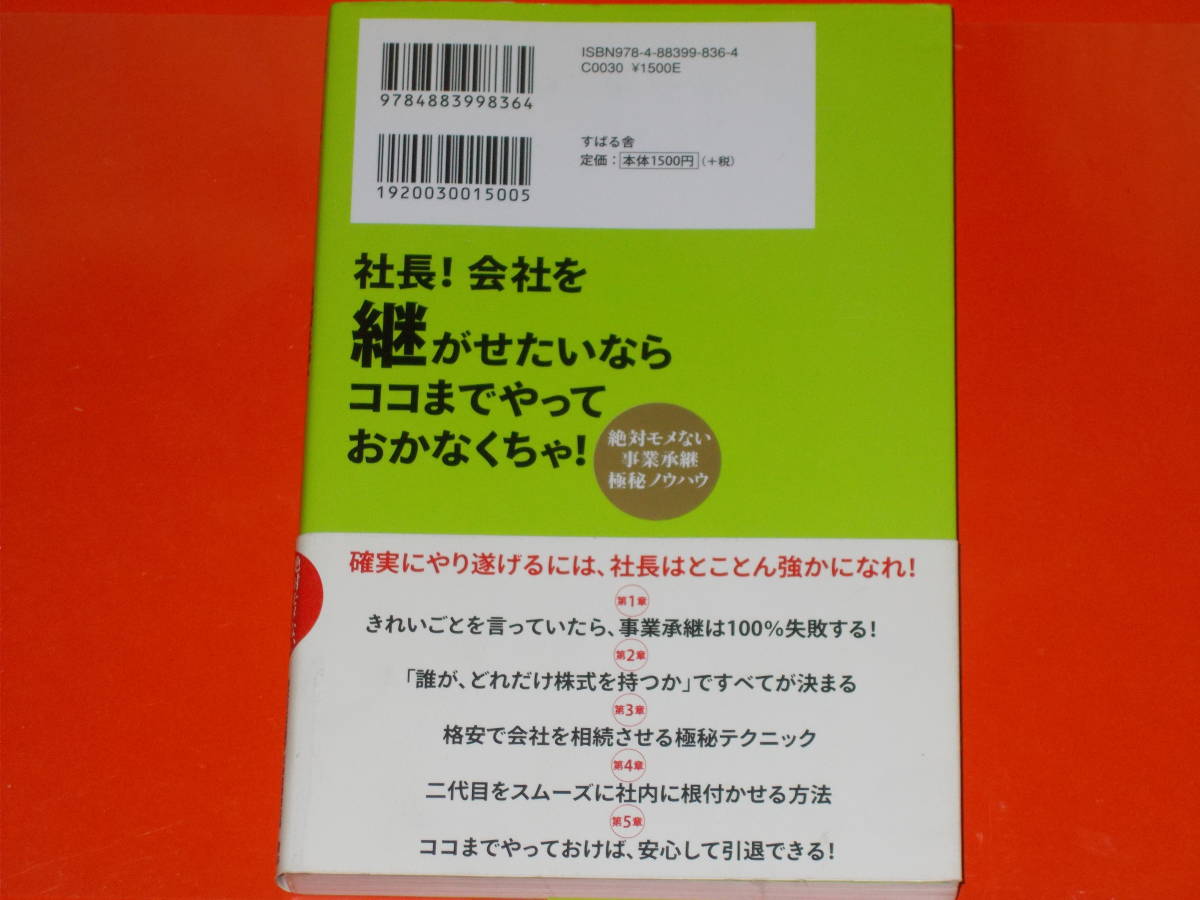 ISBN978-4-88399-836-4
C0030 ¥1500E
9784883998364
すばる舎
定価：本体1500円（+税）
1920030015005
社長！会社を
継がせたいなら
ココまでやって
おかなくちゃ！
絶対モメない
事業承継
極秘ノウハウ
確実にやり遂げるには、社長はとことん強かになれ！
第1章
きれいごとを言っていたら、事業承継は100%失敗する！
第2章
「誰が、どれだけ株式を持つか」ですべてが決まる
第3章
格安で会社を相続させる極秘テクニック
第4章
二代目をスムーズに社内に根付かせる方法
第5章
ココまでやっておけば、安心して引退できる！